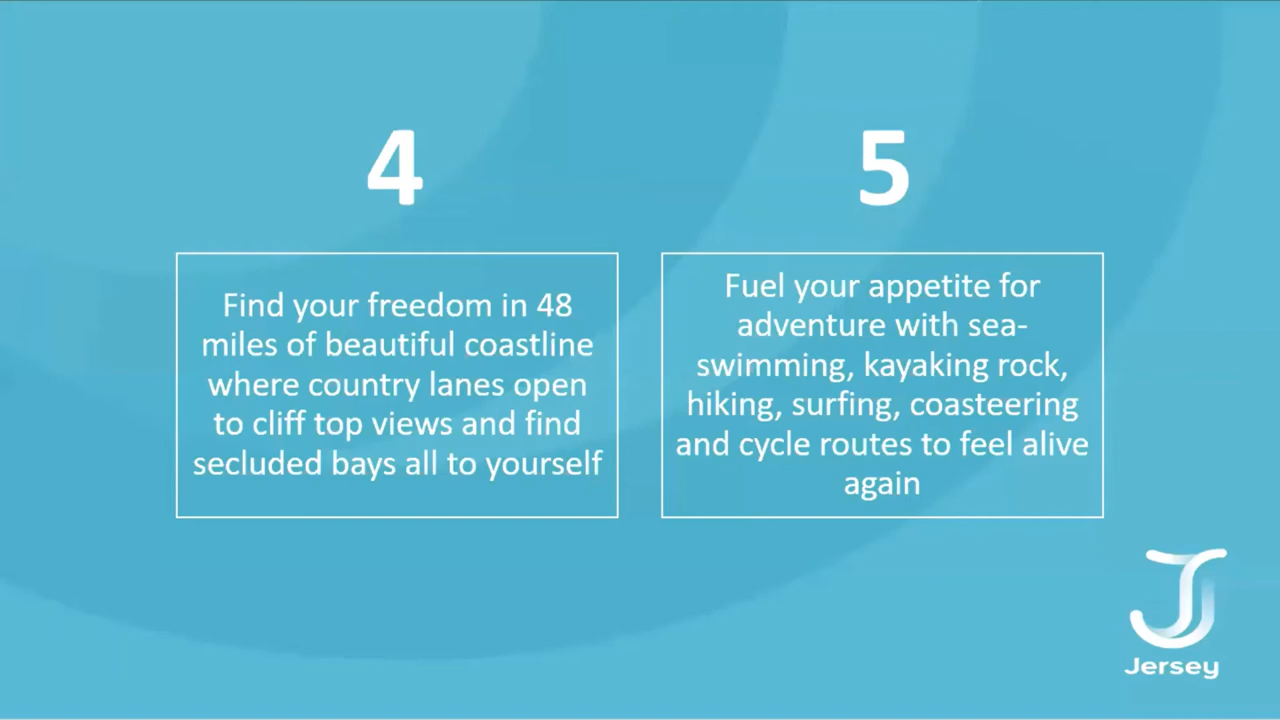 4
Find your freedom in 48
miles of beautiful coastline
where country lanes open
to cliff top views and find
secluded bays all to yourself
5
Fuel your appetite for
adventure with sea-
swimming, kayaking rock,
hiking, surfing, coasteering
and cycle routes to feel alive
again
Jersey